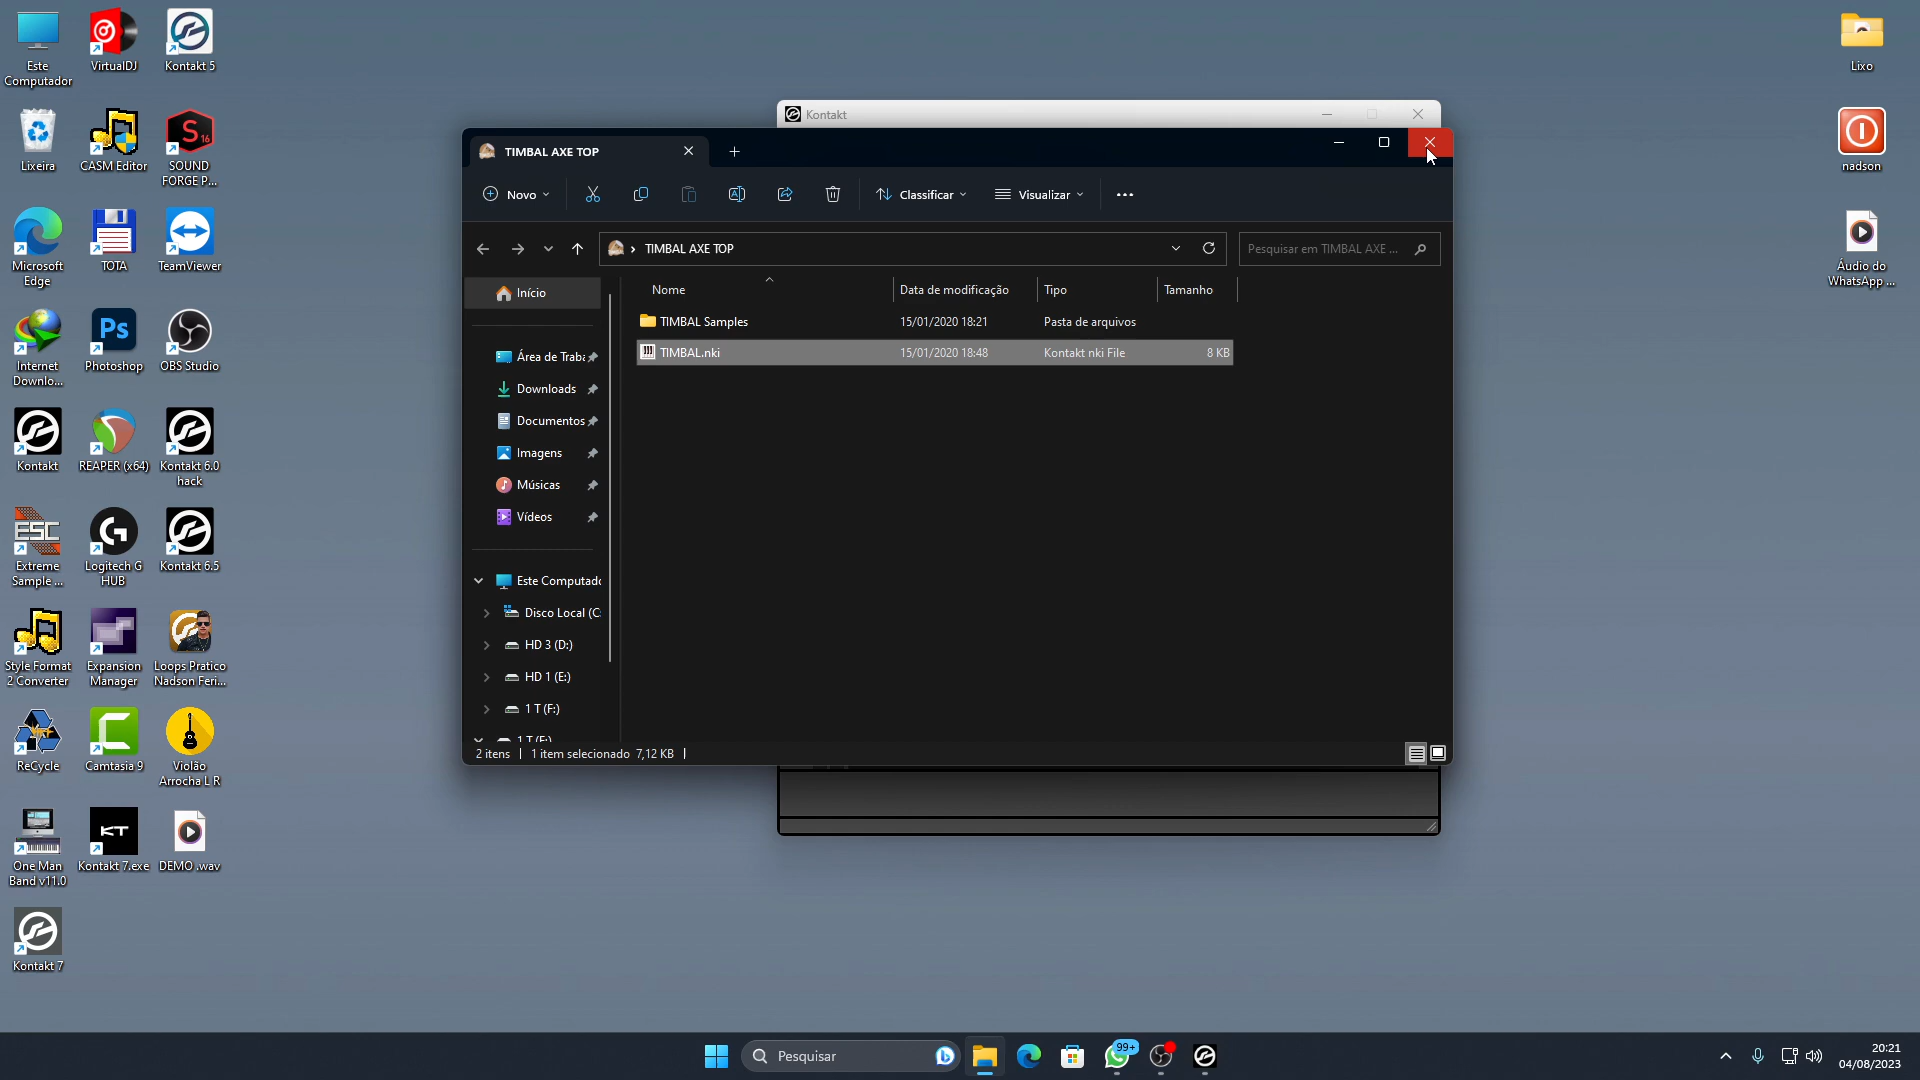 Este
Computador
VirtualDJ
Kontakt 5
Lixeira
CASM Editor
SOUND
FORGE P...
Microsoft
Edge
TOTA
TeamViewer
Internet
Downlo...
Ps
Photoshop
OBS Studio
Kontakt
REAPER (x64)
Kontakt 6.0
hack
ESC
Extreme
Sample ...
Logitech G
HUB
Kontakt 6.5
Style Format
2 Converter
Expansion
Manager
Loops Pratico
Nadson Feri...
ReCycle
Camtasia 9
Violão
Arrocha L R
One Man
Band v11.0
KT
Kontakt 7.exe
DEMO .wav
Kontakt 7
Kontakt
TIMBAL AXE TOP
Novo
Classificar
Visualizar
TIMBAL AXE TOP
Pesquisar em TIMBAL AXE ...
Início
Nome
Data de modificação
Tipo
Tamanho
TIMBAL Samples
15/01/2020 18:21
Pasta de arquivos
TIMBAL.nki
15/01/2020 18:48
Kontakt nki File
8 KB
Área de Traba
Downloads
Documentos
Imagens
Músicas
Vídeos
Este Computado
Disco Local (C:
HD 3 (D:)
HD 1 (E:)
1 T (F:)
2 itens
1 item selecionado 7,12 KB
Lixo
nadson
Áudio do
WhatsApp ...
Pesquisar
99+
20:21
04/08/2023